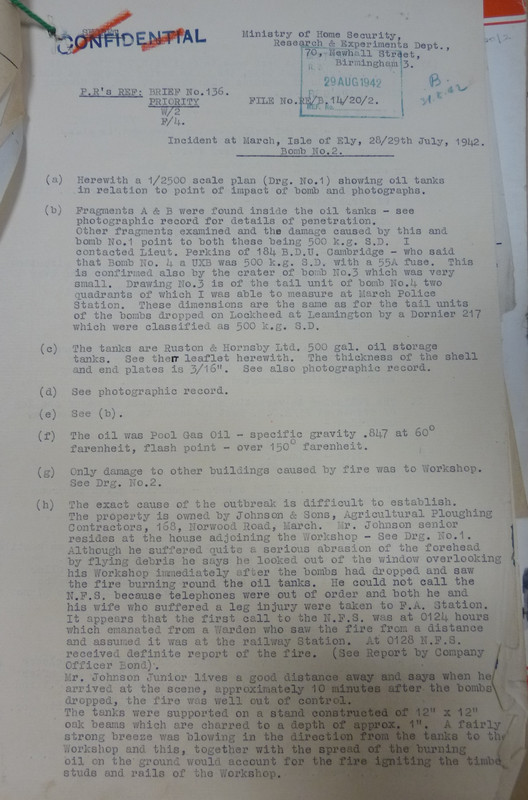 CONFIDENTIAL
Ministry of Home Security,
Research & Experiments Dept.,
70, Newhall Street,
Birmingham 3.
29 AUG 1942
B.
31.8.42
P.R's REF: BRIEF No.136.
PRIORITY
W/2
F/4.
FILE No.RE/B.14/20/2.
Incident at March, Isle of Ely, 28/29th July, 1942.
Bomb No.2.
(a) Herewith a 1/2500 scale plan (Drg. No.1) showing oil tanks
in relation to point of impact of bomb and photographs.
(b) Fragments A & B were found inside the oil tanks - see
photographic record for details of penetration.
Other fragments examined and the damage caused by this and
bomb No.1 point to both these being 500 k.g. S.D. I
contacted Lieut. Perkins of 184 B.D.U. Cambridge - who said
that Bomb No. 4 a UXB was 500 k.g. S.D. with a 55A fuse. This
is confirmed also by the crater of bomb No.3 which was very
small. Drawing No.3 is of the tail unit of bomb No.4 two
quadrants of which I was able to measure at March Police
Station. These dimensions are the same as for the tail units
of the bombs dropped on Lockheed at Leamington by a Dornier 217
which were classified as 500 k.g. S.D.
(c) The tanks are Ruston & Hornsby Ltd. 500 gal. oil storage
tanks. See their leaflet herewith. The thickness of the shell
and end plates is 3/16". See also photographic record.
(d) See photographic record.
(e) See (b).
(f) The oil was Pool Gas Oil - specific gravity .847 at 60°
farenheit, flash point - over 150° farenheit.
(g) Only damage to other buildings caused by fire was to Workshop.
See Drg. No.2.
(h) The exact cause of the outbreak is difficult to establish.
The property is owned by Johnson & Sons, Agricultural Ploughing
Contractors, 168, Norwood Road, March. Mr. Johnson senior
resides at the house adjoining the Workshop - See Drg. No.1.
Although he suffered quite a serious abrasion of the forehead
by flying debris he says he looked out of the window overlooking
his Workshop immediately after the bombs had dropped and saw
the fire burning round the oil tanks. He could not call the
N.F.S. because telephones were out of order and both he and
his wife who suffered a leg injury were taken to F.A. Station.
It appears that the first call to the N.F.S. was at 0124 hours
which emanated from a Warden who saw the fire from a distance
and assumed it was at the railway Station. At 0128 N.F.S.
received definite report of the fire. (See Report by Company
Officer Bond).
Mr. Johnson Junior lives a good distance away and says when he
arrived at the scene, approximately 10 minutes after the bombs
dropped, the fire was well out of control.
The tanks were supported on a stand constructed of 12" x 12"
oak beams which are charred to a depth of approx. 1". A fairly
strong breeze was blowing in the direction from the tanks to the
Workshop and this, together with the spread of the burning
oil on the ground would account for the fire igniting the timbe
studs and rails of the Workshop.